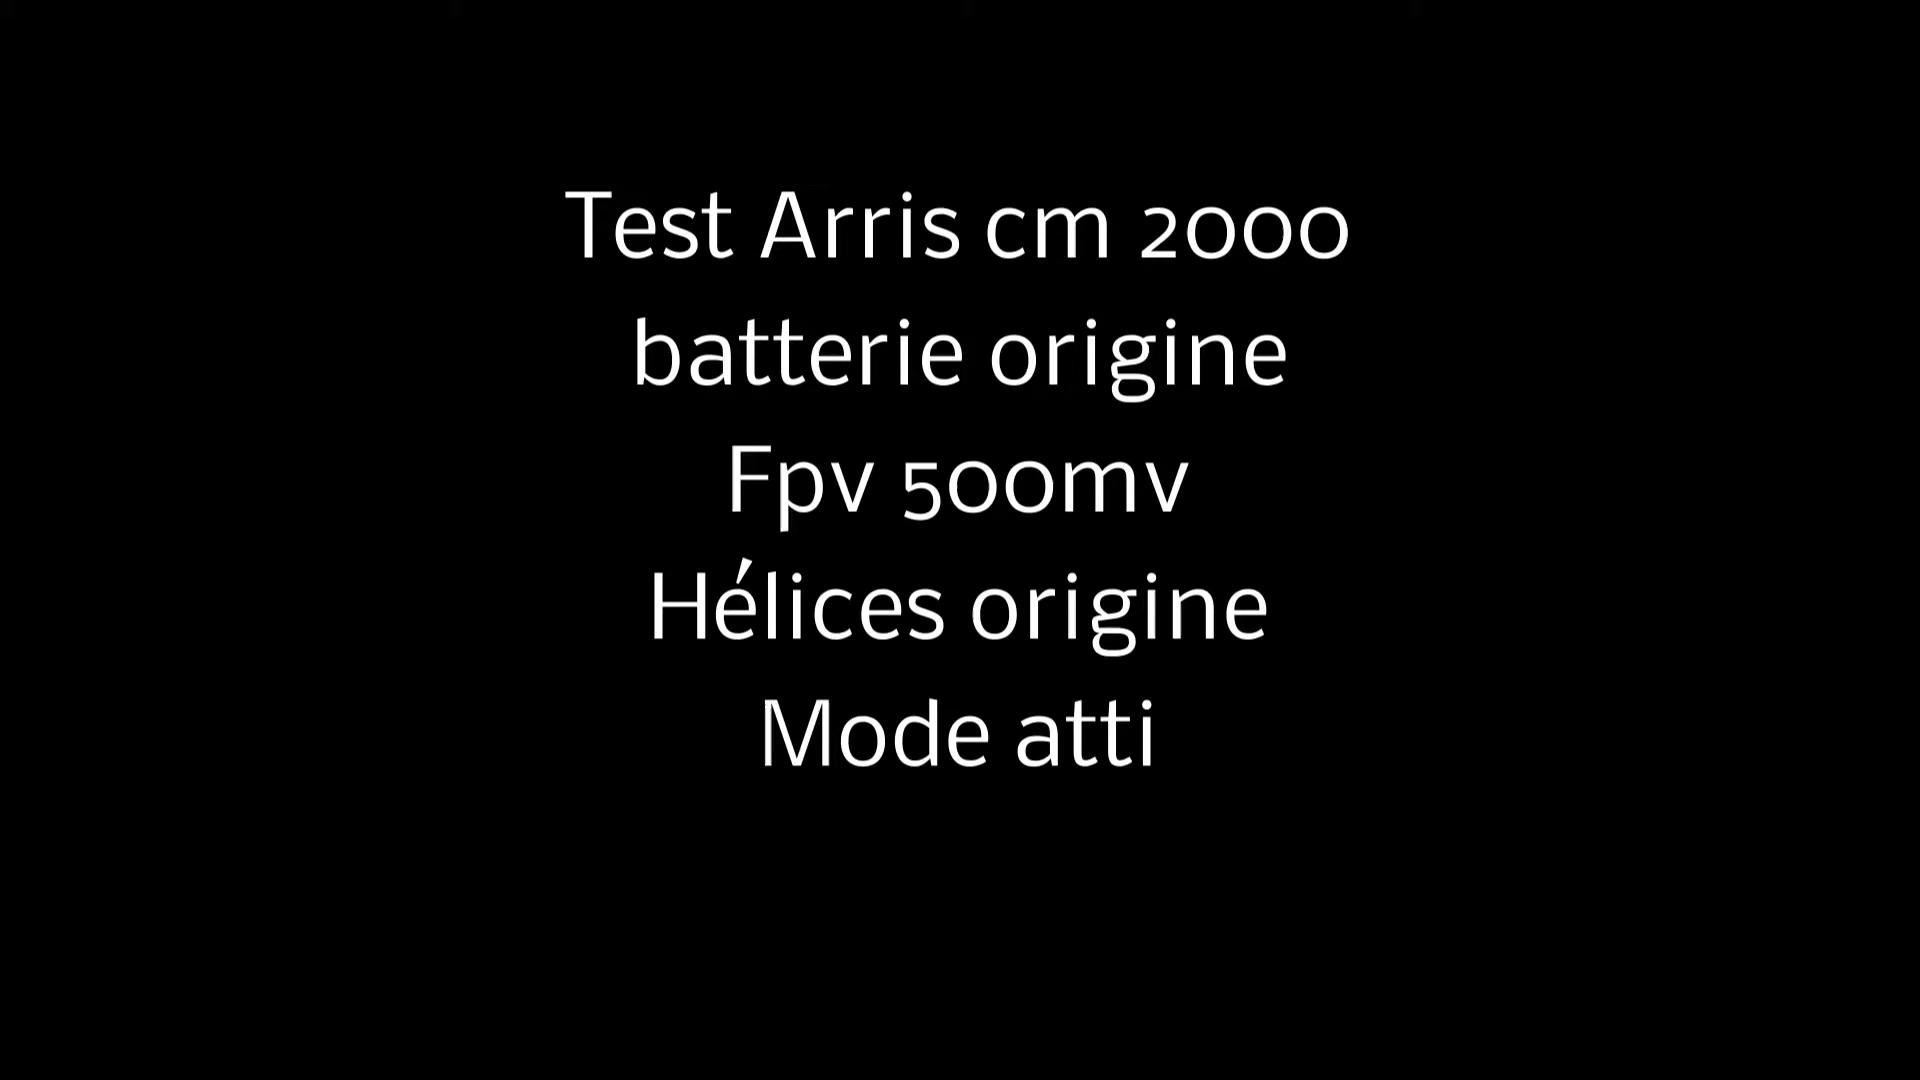 Test Arris cm 2000
batterie origine
Fpv 500mv
Hélices origine
Mode atti